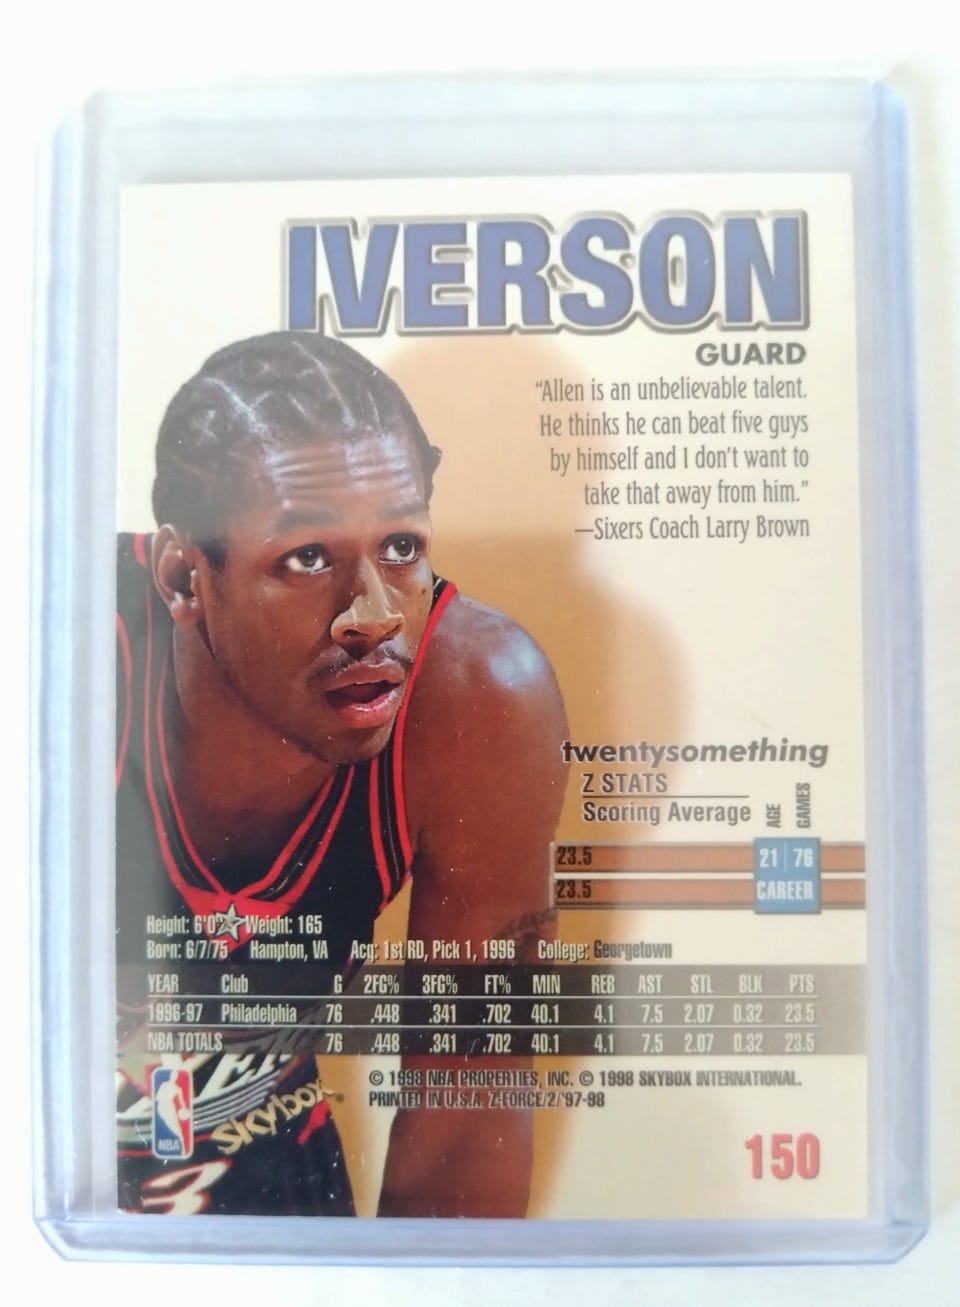 IVERSON
GUARD
“Allen is an unbelievable talent.
He thinks he can beat five guys
by himself and I don’t want to
take that away from him.”
—Sixers Coach Larry Brown
twentysomething
Z STATS
Scoring Average AGE GAMES
23.5 21 76
23.5 CAREER
Height: 6'0" Weight: 165
Born: 6/7/75 Hampton, VA Acq: 1st RD, Pick 1, 1996 College: Georgetown
YEAR Club G 2FG% 3FG% FT% MIN REB AST STL BLK PTS
1996-97 Philadelphia 76 .448 .341 .702 40.1 4.1 7.5 2.07 0.32 23.5
NBA TOTALS 76 .448 .341 .702 40.1 4.1 7.5 2.07 0.32 23.5
© 1998 NBA PROPERTIES, INC. © 1998 SKYBOX INTERNATIONAL.
PRINTED IN U.S.A. Z-FORCE/2/'97-98
NBA
skybox
3
150